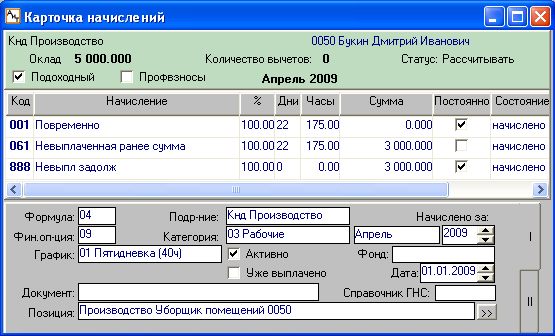 Карточка начислений
Кнд Производство 0050 Букин Дмитрий Иванович
Оклад 5 000.000 Количество вычетов: 0 Статус: Рассчитывать
Подоходный Профвзносы Апрель 2009
Код Начисление % Дни Часы Сумма Постоянно Состояние
001 Повременно 100.00 22 175.00 0.000 начислено
061 Невыплаченная ранее сумма 100.00 22 175.00 3 000.000 начислено
888 Невыпл задолж 100.00 0 0.00 3 000.000 начислено
Формула: 04 Подр-ние: Кнд Производство Начислено за:
Фин.оп-ция: 09 Категория: 03 Рабочие Апрель 2009
График: 01 Пятидневка (40ч) Активно Фонд:
Уже выплачено Дата: 01.01.2009
Документ: Справочник ГНС:
Позиция: Производство Уборщик помещений 0050 >>
I
II